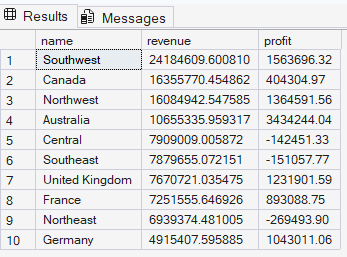 Results Messages
name revenue profit
1 Southwest 24184609.600810 1563696.32
2 Canada 16355770.454862 404304.97
3 Northwest 16084942.547585 1364591.56
4 Australia 10655335.959317 3434244.04
5 Central 7909009.005872 -142451.33
6 Southeast 7879655.072151 -151057.77
7 United Kingdom 7670721.035475 1231901.59
8 France 7251555.646926 893088.75
9 Northeast 6939374.481005 -269493.90
10 Germany 4915407.595885 1043011.06